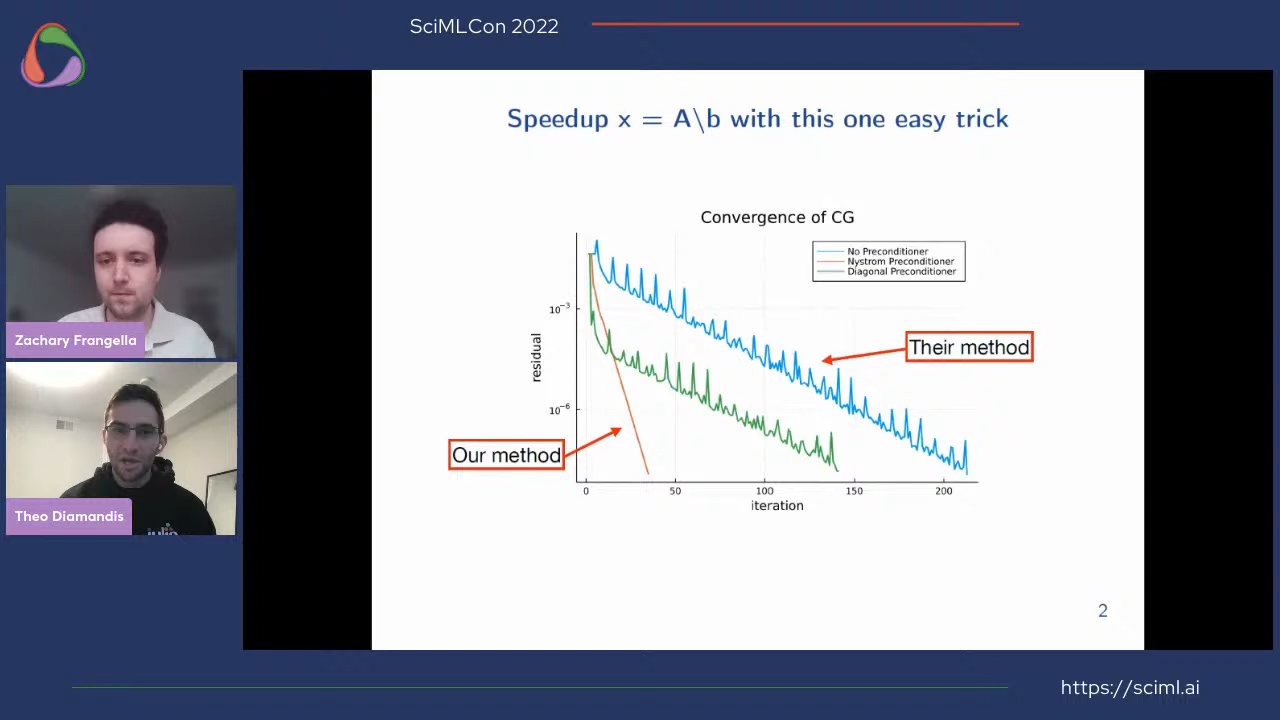 SciMLCon 2022
Speedup x = A\b with this one easy trick
Convergence of CG
No Preconditioner
Nystrom Preconditioner
Diagonal Preconditioner
10^-3
10^-6
residual
Their method
Our method
0 50 100 150 200
iteration
2
Zachary Frangella
Theo Diamandis
https://sciml.ai